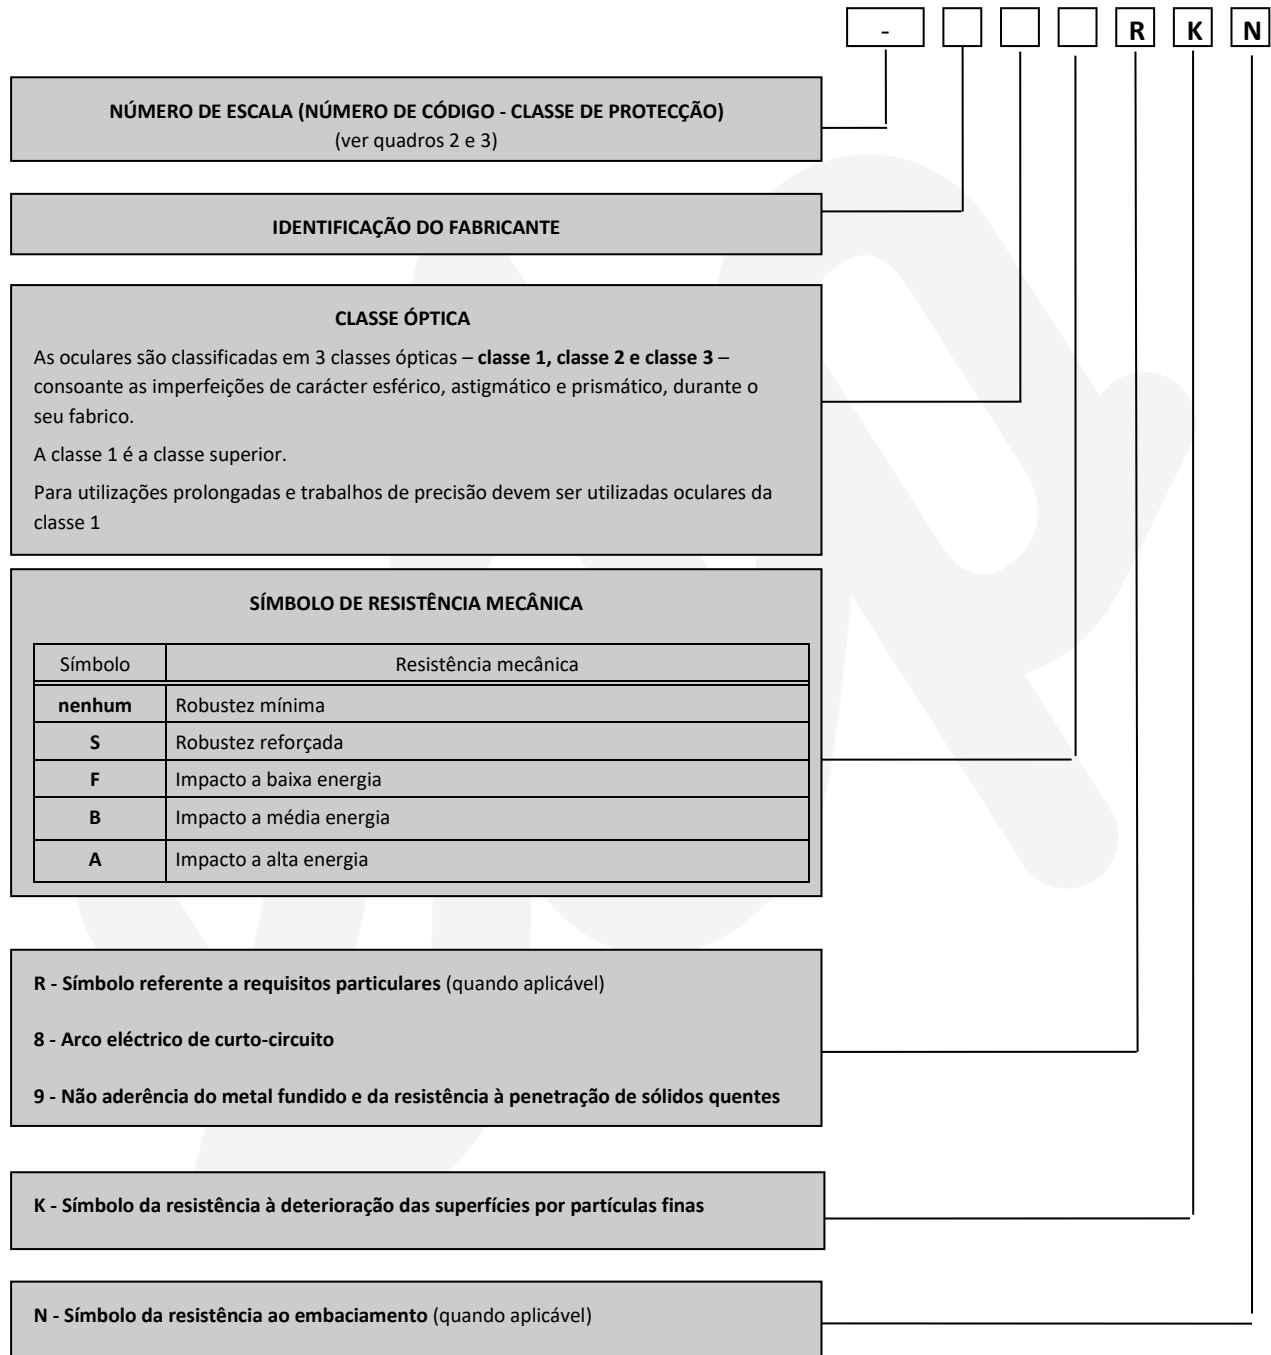 - R K N
NÚMERO DE ESCALA (NÚMERO DE CÓDIGO - CLASSE DE PROTECÇÃO)
(ver quadros 2 e 3)
IDENTIFICAÇÃO DO FABRICANTE
CLASSE ÓPTICA
As oculares são classificadas em 3 classes ópticas – classe 1, classe 2 e classe 3 –
consoante as imperfeições de carácter esférico, astigmático e prismático, durante o
seu fabrico.
A classe 1 é a classe superior.
Para utilizações prolongadas e trabalhos de precisão devem ser utilizadas oculares da
classe 1
SÍMBOLO DE RESISTÊNCIA MECÂNICA
Símbolo Resistência mecânica
nenhum Robustez mínima
S Robustez reforçada
F Impacto a baixa energia
B Impacto a média energia
A Impacto a alta energia
R - Símbolo referente a requisitos particulares (quando aplicável)
8 - Arco eléctrico de curto-circuito
9 - Não aderência do metal fundido e da resistência à penetração de sólidos quentes
K - Símbolo da resistência à deterioração das superfícies por partículas finas
N - Símbolo da resistência ao embaciamento (quando aplicável)